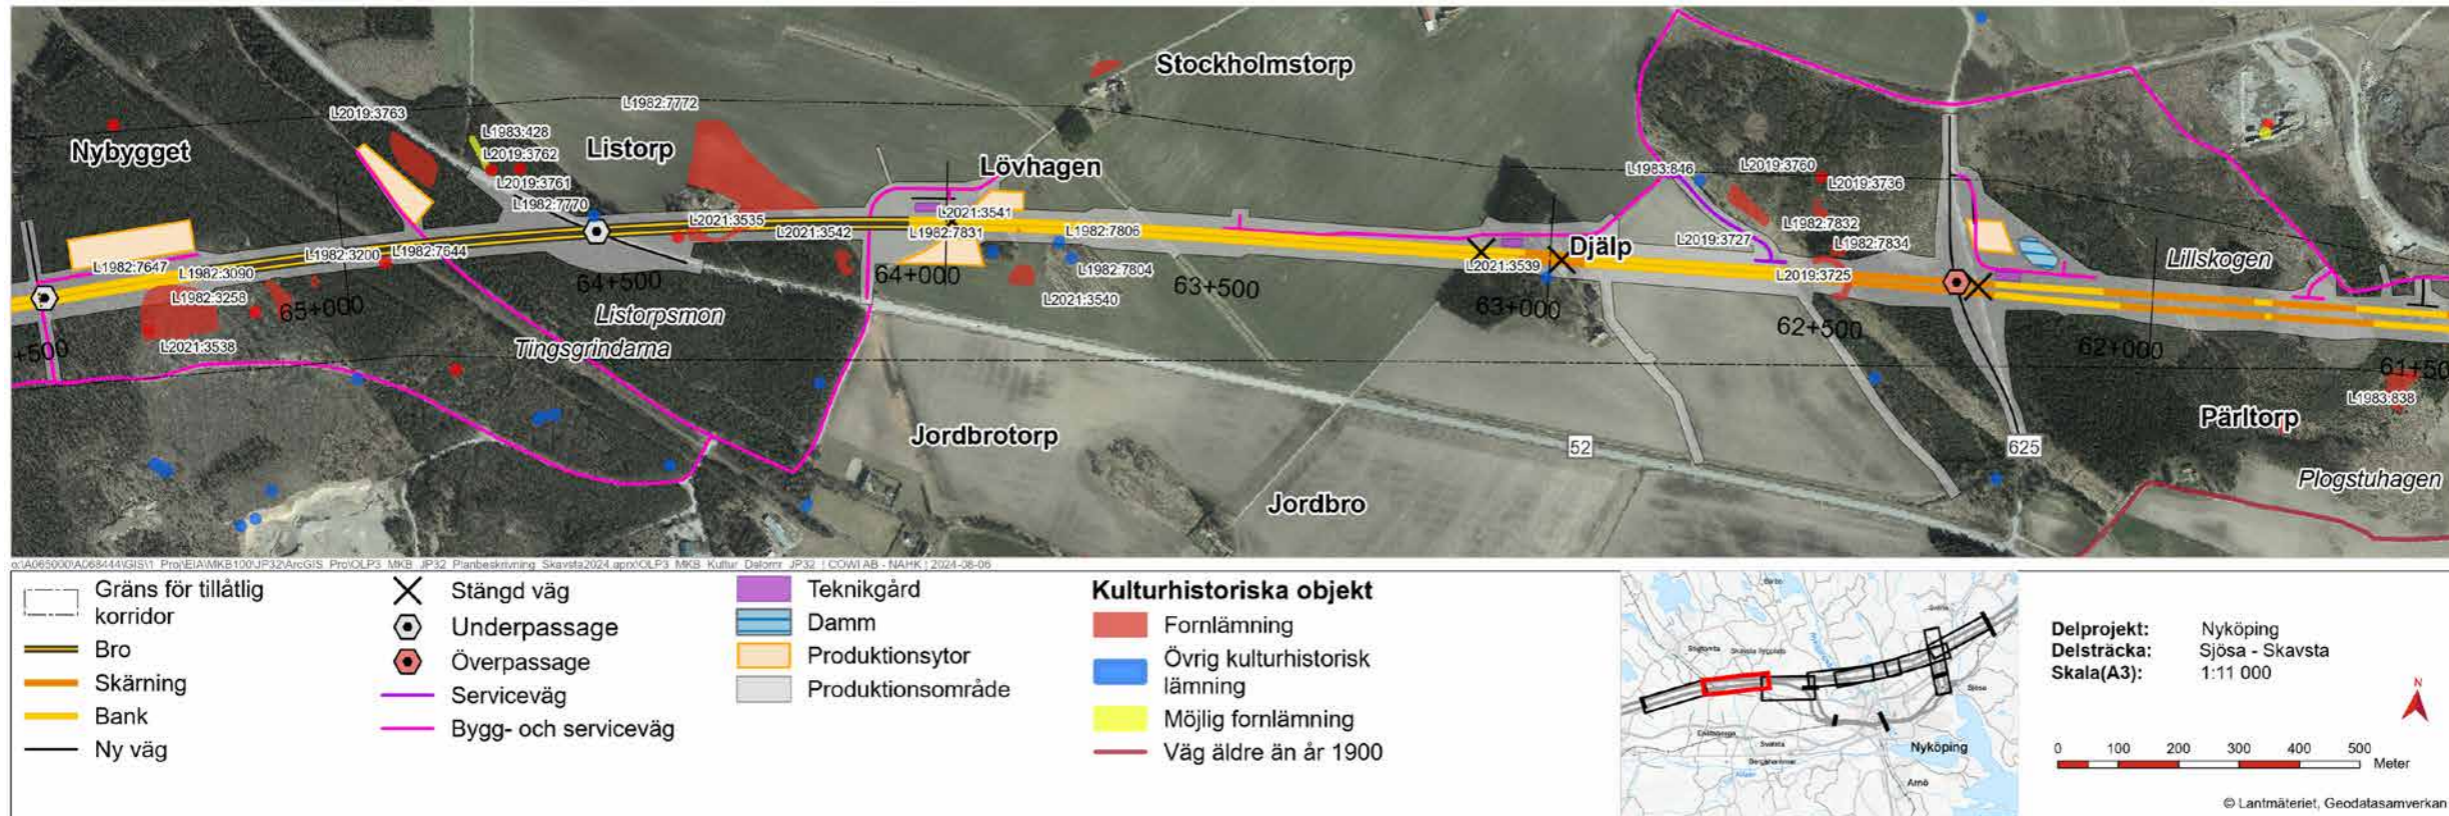 Stockholmstorp
L2019:3763
L1982:7772
L1983:428
Nybygget
L2019:3762
Listorp
L2019:3761
Lövhagen
L1983:846
L2019:3760
L2019:3736
L1982:7770
L2021:3535
L2021:3541
L2021:3542
L1982:7831
L1982:7806
L1982:7832
L2019:3727
L1982:7834
Djälp
L1982:7647
L1982:3090
L1982:3200
L1982:7644
L1982:7804
L2021:3539
L2019:3725
Lillskogen
L1982:3258
65+000
64+500
64+000
63+500
63+000
62+500
62+000
61+50
L2021:3540
Listorpsmon
L2021:3538
+500
Tingsgrindarna
L1983:838
Pärltorp
Jordbrotorp
52
625
Plogstuhagen
Jordbro
Gräns för tillåtlig
korridor
Bro
Skärning
Bank
Ny väg
Stängd väg
Underpassage
Överpassage
Serviceväg
Bygg- och serviceväg
Teknikgård
Damm
Produktionsytor
Produktionsområde
Kulturhistoriska objekt
Fornlämning
Övrig kulturhistorisk
lämning
Möjlig fornlämning
Väg äldre än år 1900
Nyköping
Arnö
Delprojekt: Nyköping
Delsträcka: Sjösa - Skavsta
Skala(A3): 1:11 000
N
0 100 200 300 400 500
Meter
© Lantmäteriet, Geodatasamverkan